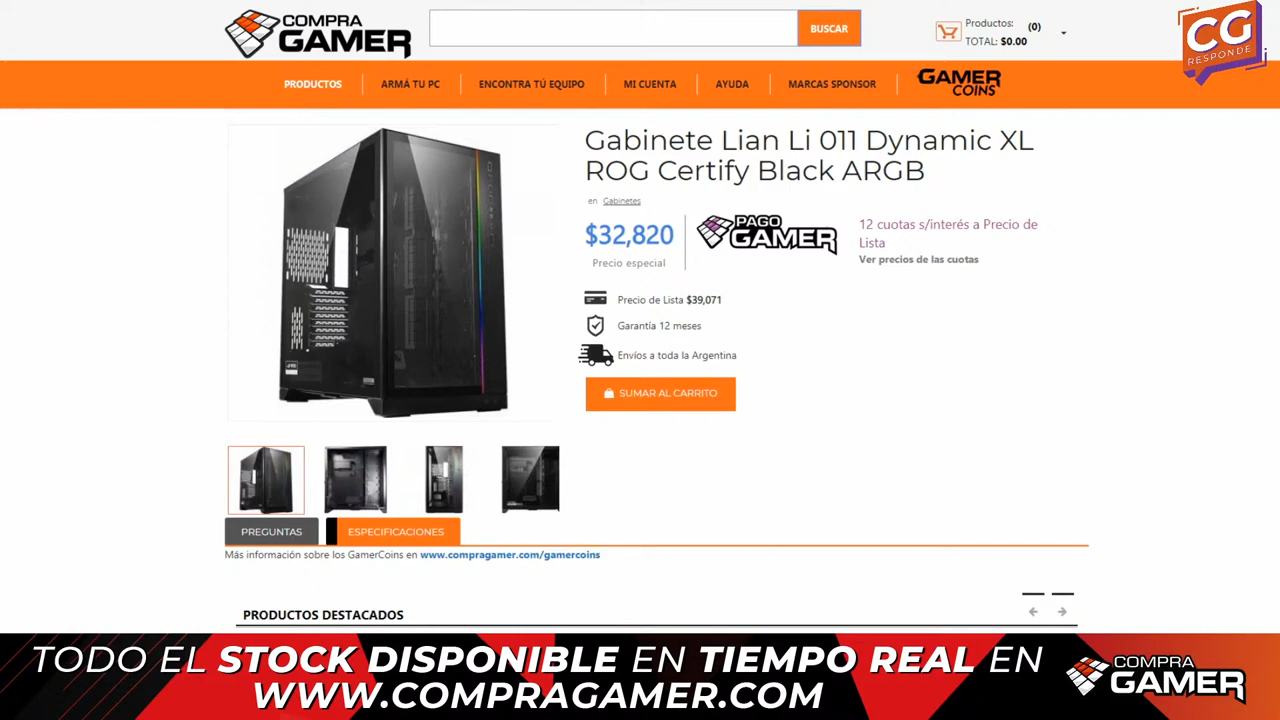 COMPRA
GAMER
BUSCAR
Productos: (0)
TOTAL: $0.00
CG
RESPONDE
PRODUCTOS
ARMÁ TU PC
ENCONTRA TÚ EQUIPO
MI CUENTA
AYUDA
MARCAS SPONSOR
GAMER
COINS
Gabinete Lian Li 011 Dynamic XL
ROG Certify Black ARGB
en Gabinetes
$32,820
Precio especial
PAGO
GAMER
12 cuotas s/interés a Precio de
Lista
Ver precios de las cuotas
Precio de Lista $39,071
Garantía 12 meses
Envíos a toda la Argentina
SUMAR AL CARRITO
PREGUNTAS
ESPECIFICACIONES
Más información sobre los GamerCoins en www.compragamer.com/gamercoins
PRODUCTOS DESTACADOS
TODO EL STOCK DISPONIBLE EN TIEMPO REAL EN
WWW.COMPRAGAMER.COM
COMPRA
GAMER